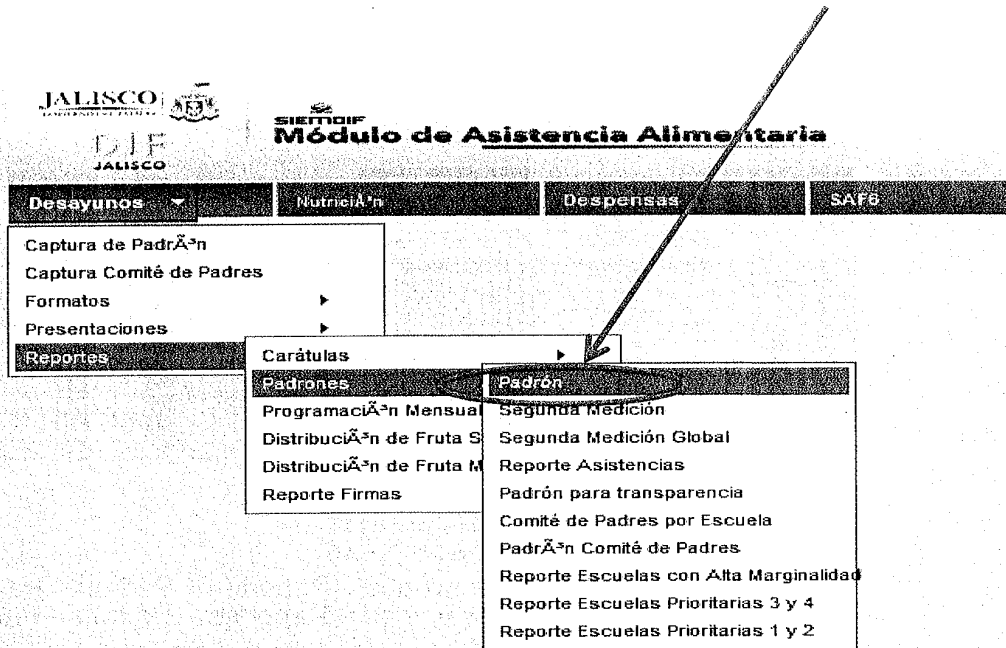 JALISCO
DIF
JALISCO
SIEMDIF
Módulo de Asistencia Alimentaria
Desayunos NutriciÃ³n Despensas SAF6
Captura de PadrÃ³n
Captura Comité de Padres
Formatos
Presentaciones
Reportes
Carátulas
Padrones
ProgramaciÃ³n Mensual
DistribuciÃ³n de Fruta S
DistribuciÃ³n de Fruta M
Reporte Firmas
Padrón
Segunda Medición
Segunda Medición Global
Reporte Asistencias
Padrón para transparencia
Comité de Padres por Escuela
PadrÃ³n Comité de Padres
Reporte Escuelas con Alta Marginalidad
Reporte Escuelas Prioritarias 3 y 4
Reporte Escuelas Prioritarias 1 y 2